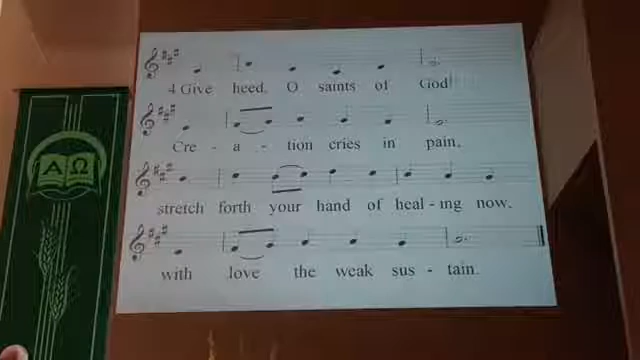 4 Give heed, O saints of God!
Cre - a - tion cries in pain,
stretch forth your hand of heal - ing now,
with love the weak sus - tain.
Α Ω